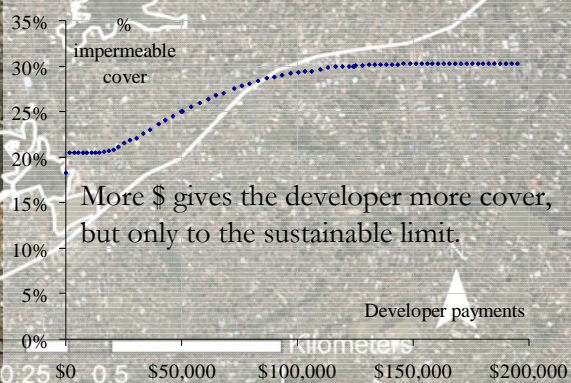 35%
%
impermeable
cover
30%
25%
20%
15%
10%
5%
0%
More $ gives the developer more cover,
but only to the sustainable limit.
Developer payments
Kilometers
0.25 0.5
$0 $50,000 $100,000 $150,000 $200,000